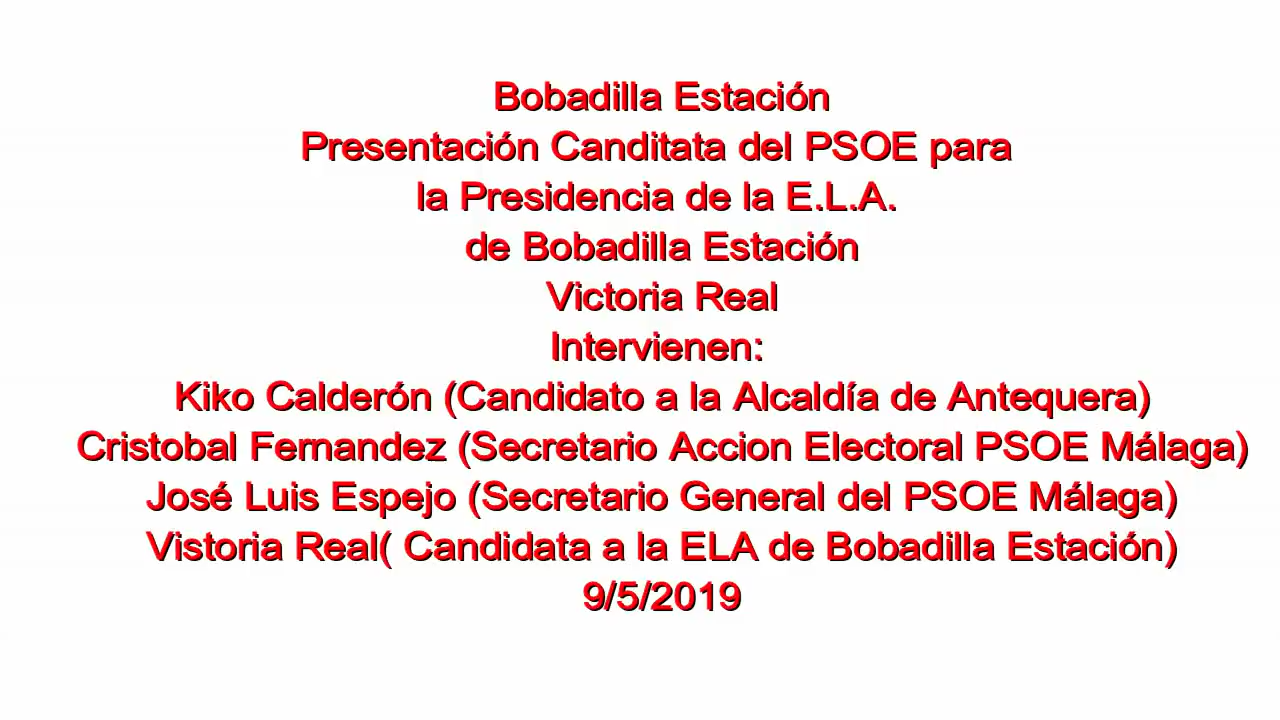 Bobadilla Estación
Presentación Canditata del PSOE para
la Presidencia de la E.L.A.
de Bobadilla Estación
Victoria Real
Intervienen:
Kiko Calderón (Candidato a la Alcaldía de Antequera)
Cristobal Fernandez (Secretario Accion Electoral PSOE Málaga)
José Luis Espejo (Secretario General del PSOE Málaga)
Vistoria Real( Candidata a la ELA de Bobadilla Estación)
9/5/2019